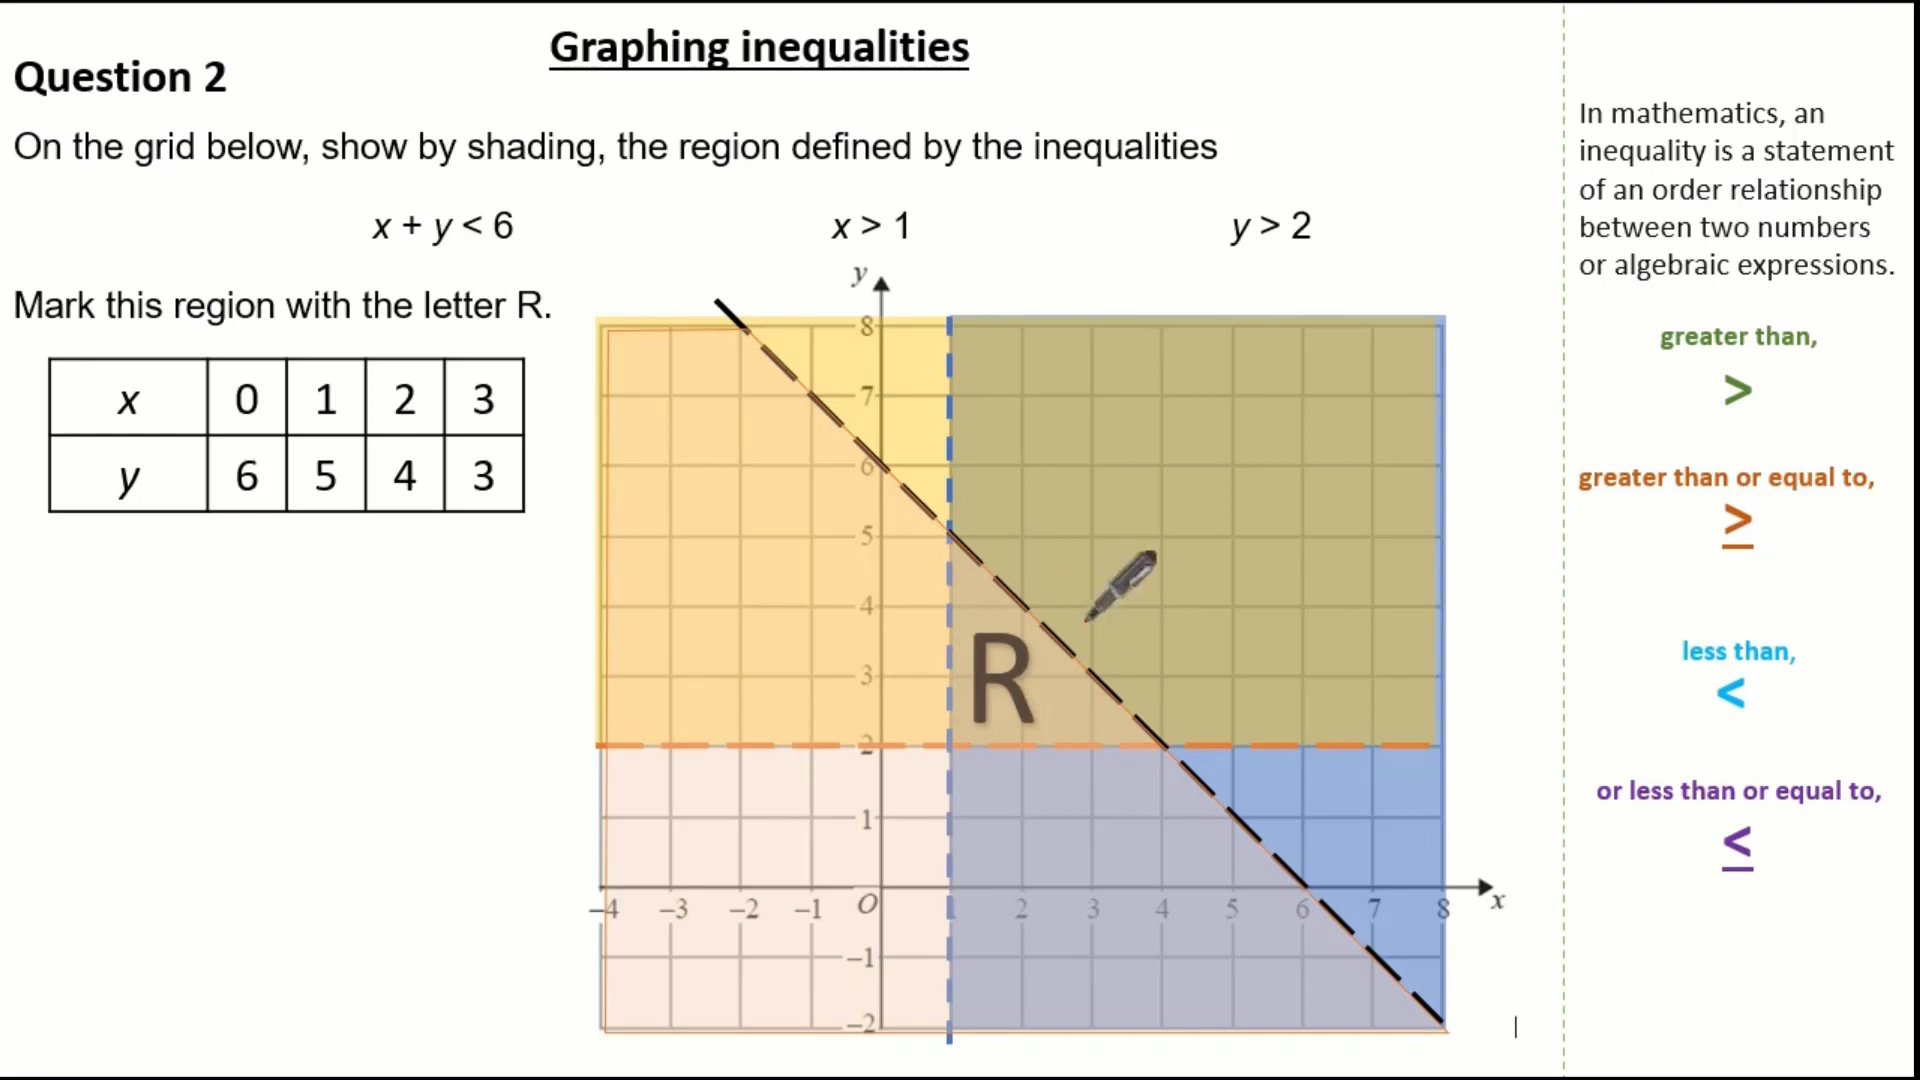 Graphing inequalities
Question 2
On the grid below, show by shading, the region defined by the inequalities
x + y < 6 x > 1 y > 2
Mark this region with the letter R.
x 0 1 2 3
y 6 5 4 3
y
8
7
6
5
4
3
2
1
–4 –3 –2 –1 O 1 2 3 4 5 6 7 8 x
–1
–2
R
In mathematics, an
inequality is a statement
of an order relationship
between two numbers
or algebraic expressions.
greater than,
>
greater than or equal to,
≥
less than,
<
or less than or equal to,
≤